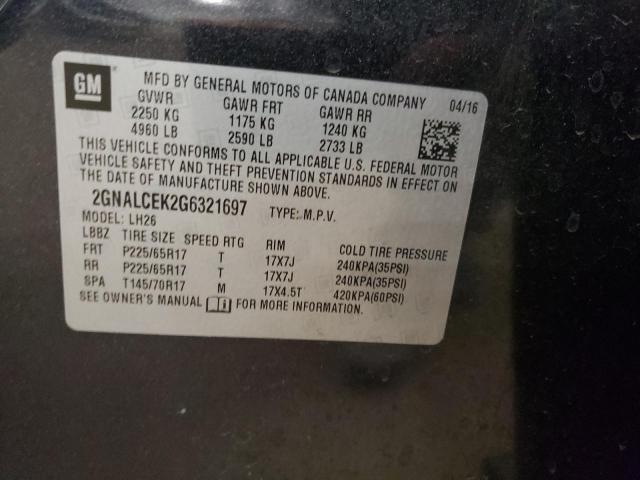 GM MFD BY GENERAL MOTORS OF CANADA COMPANY 04/16
GVWR GAWR FRT GAWR RR
2250 KG 1175 KG 1240 KG
4960 LB 2590 LB 2733 LB
THIS VEHICLE CONFORMS TO ALL APPLICABLE U.S. FEDERAL MOTOR
VEHICLE SAFETY AND THEFT PREVENTION STANDARDS IN EFFECT ON
THE DATE OF MANUFACTURE SHOWN ABOVE.
2GNALCEK2G6321697 TYPE: M.P.V.
MODEL: LH26
LBBZ TIRE SIZE SPEED RTG RIM COLD TIRE PRESSURE
FRT P225/65R17 T 17X7J 240KPA(35PSI)
RR P225/65R17 T 17X7J 240KPA(35PSI)
SPA T145/70R17 M 17X4.5T 420KPA(60PSI)
SEE OWNER'S MANUAL FOR MORE INFORMATION.